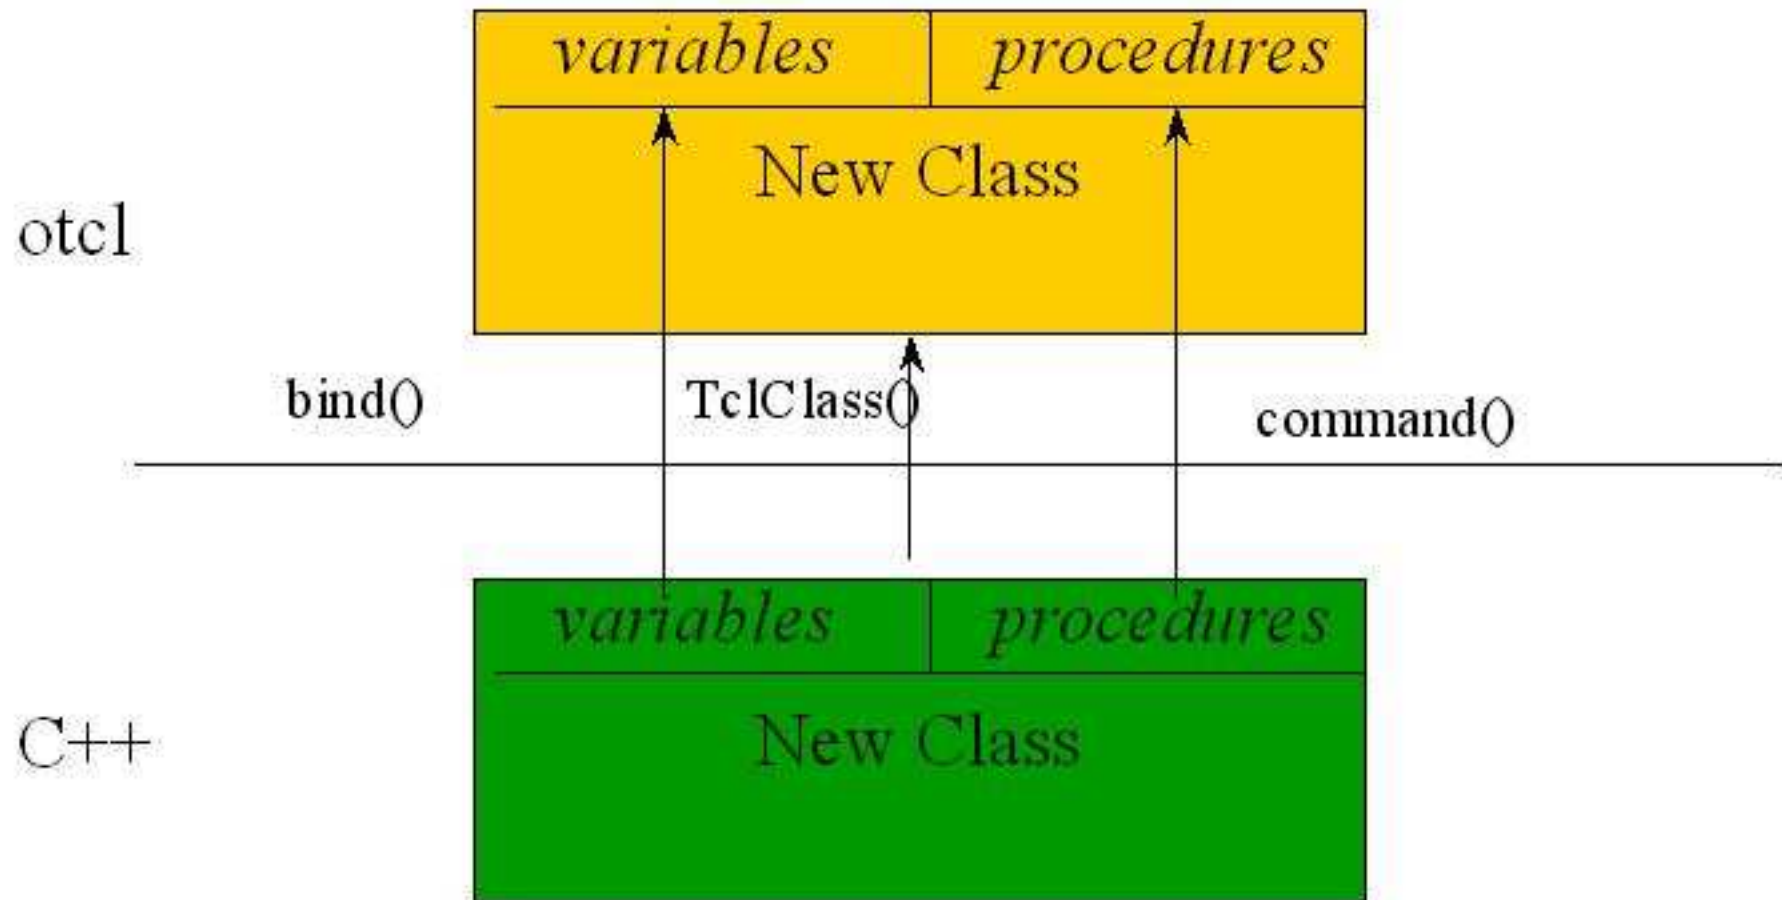 variables procedures
New Class
otcl
bind() TclClass() command()
variables procedures
New Class
C++